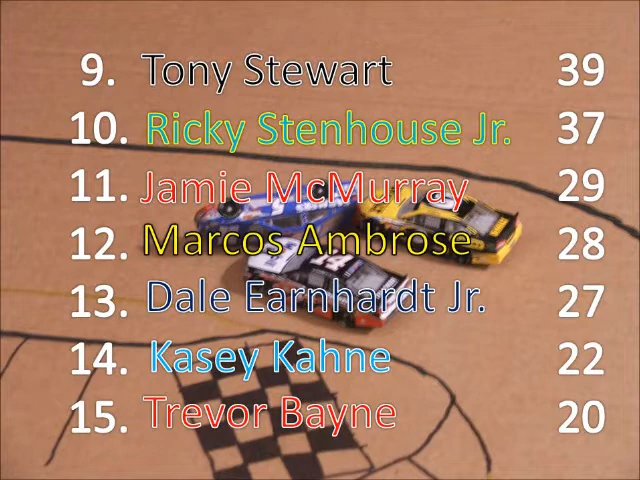 9. Tony Stewart 39
10. Ricky Stenhouse Jr. 37
11. Jamie McMurray 29
12. Marcos Ambrose 28
13. Dale Earnhardt Jr. 27
14. Kasey Kahne 22
15. Trevor Bayne 20